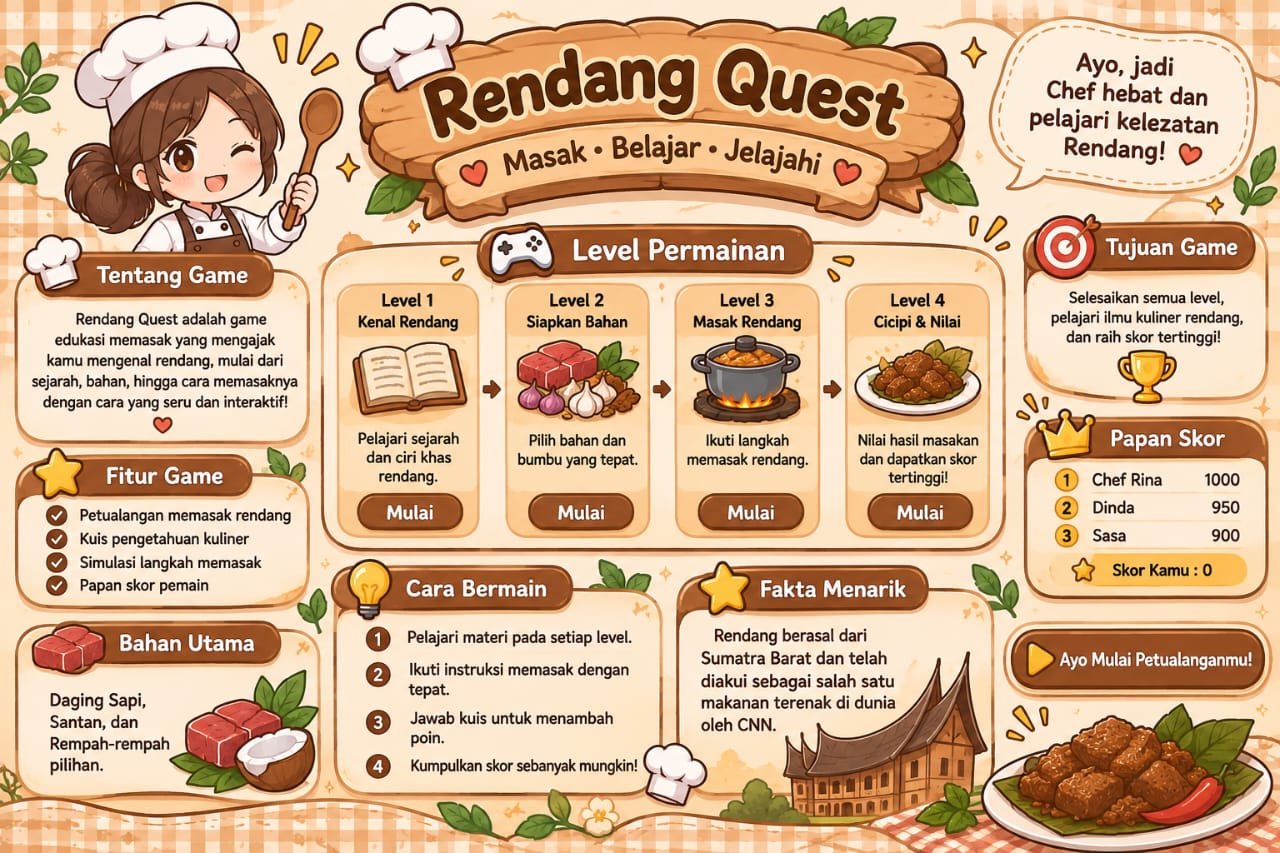 Rendang Quest
Masak • Belajar • Jelajahi
Ayo, jadi
Chef hebat dan
pelajari kelezatan
Rendang!
Tentang Game
Rendang Quest adalah game
edukasi memasak yang mengajak
kamu mengenal rendang, mulai dari
sejarah, bahan, hingga cara memasaknya
dengan cara yang seru dan interaktif!
Fitur Game
Petualangan memasak rendang
Kuis pengetahuan kuliner
Simulasi langkah memasak
Papan skor pemain
Bahan Utama
Daging Sapi,
Santan, dan
Rempah-rempah
pilihan.
Level Permainan
Level 1
Kenal Rendang
Pelajari sejarah
dan ciri khas
rendang.
Mulai
Level 2
Siapkan Bahan
Pilih bahan dan
bumbu yang tepat.
Mulai
Level 3
Masak Rendang
Ikuti langkah
memasak rendang.
Mulai
Level 4
Cicipi & Nilai
Nilai hasil masakan
dan dapatkan skor
tertinggi!
Mulai
Cara Bermain
1 Pelajari materi pada setiap level.
2 Ikuti instruksi memasak dengan
tepat.
3 Jawab kuis untuk menambah
poin.
4 Kumpulkan skor sebanyak mungkin!
Fakta Menarik
Rendang berasal dari
Sumatra Barat dan telah
diakui sebagai salah satu
makanan terenak di dunia
oleh CNN.
Tujuan Game
Selesaikan semua level,
pelajari ilmu kuliner rendang,
dan raih skor tertinggi!
Papan Skor
1 Chef Rina 1000
2 Dinda 950
3 Sasa 900
Skor Kamu : 0
Ayo Mulai Petualanganmu!